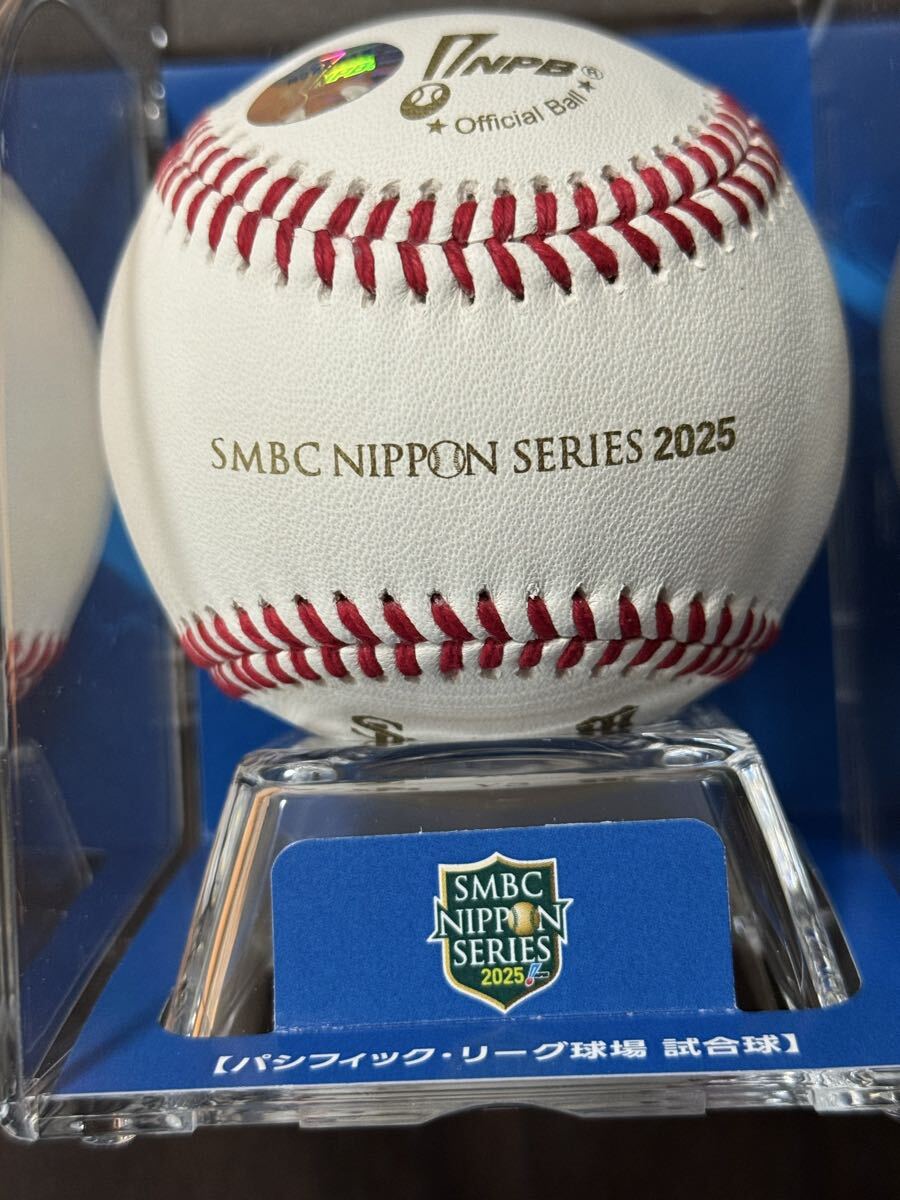 NPB®
★ Official Ball ★
SMBC NIPPON SERIES 2025
SMBC
NIPPON
SERIES
2025
【パシフィック・リーグ球場 試合球】